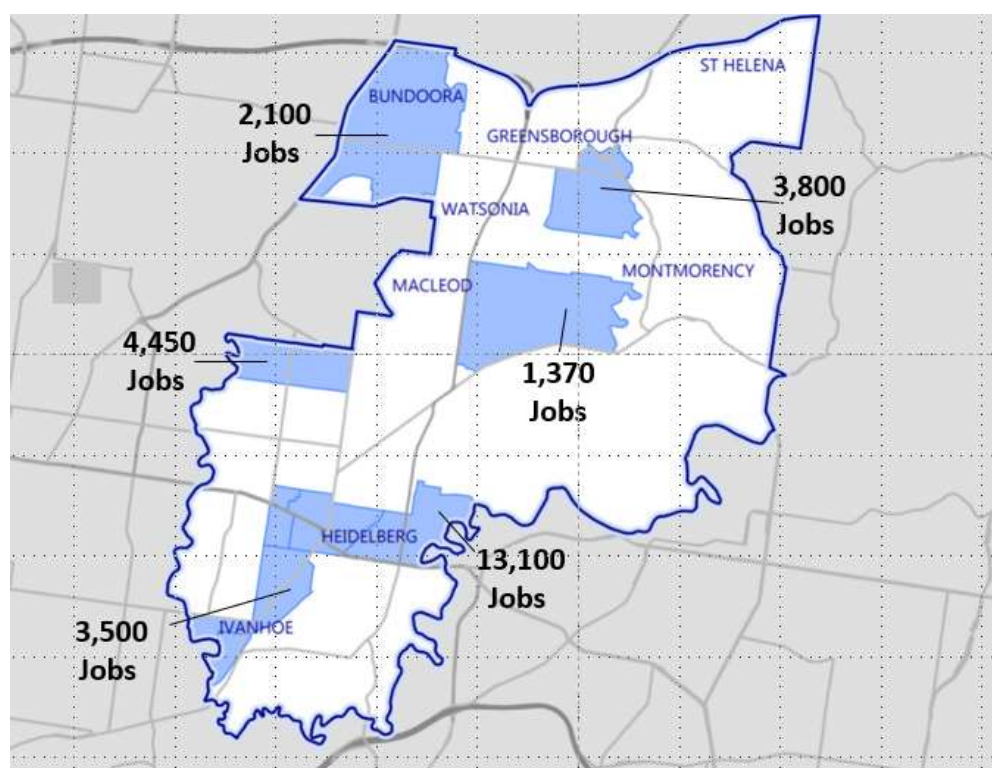 ST HELENA
BUNDOORA
2,100
Jobs
GREENSBOROUGH
3,800
Jobs
WATSONIA
MONTMORENCY
MACLEOD
4,450
Jobs
1,370
Jobs
HEIDELBERG
13,100
Jobs
3,500
Jobs
IVANHOE